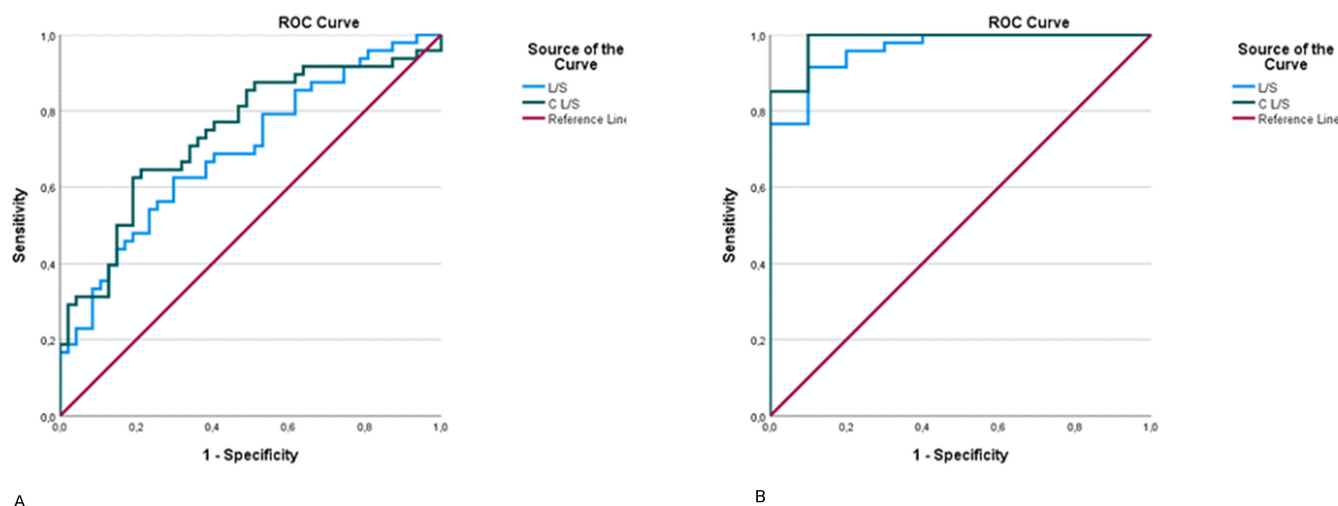 ROC Curve
Source of the
Curve
L/S
C L/S
Reference Line
1,0
0,8
0,6
0,4
0,2
0,0
Sensitivity
0,0 0,2 0,4 0,6 0,8 1,0
1 - Specificity
A
ROC Curve
Source of the
Curve
L/S
C L/S
Reference Line
1,0
0,8
0,6
0,4
0,2
0,0
Sensitivity
0,0 0,2 0,4 0,6 0,8 1,0
1 - Specificity
B